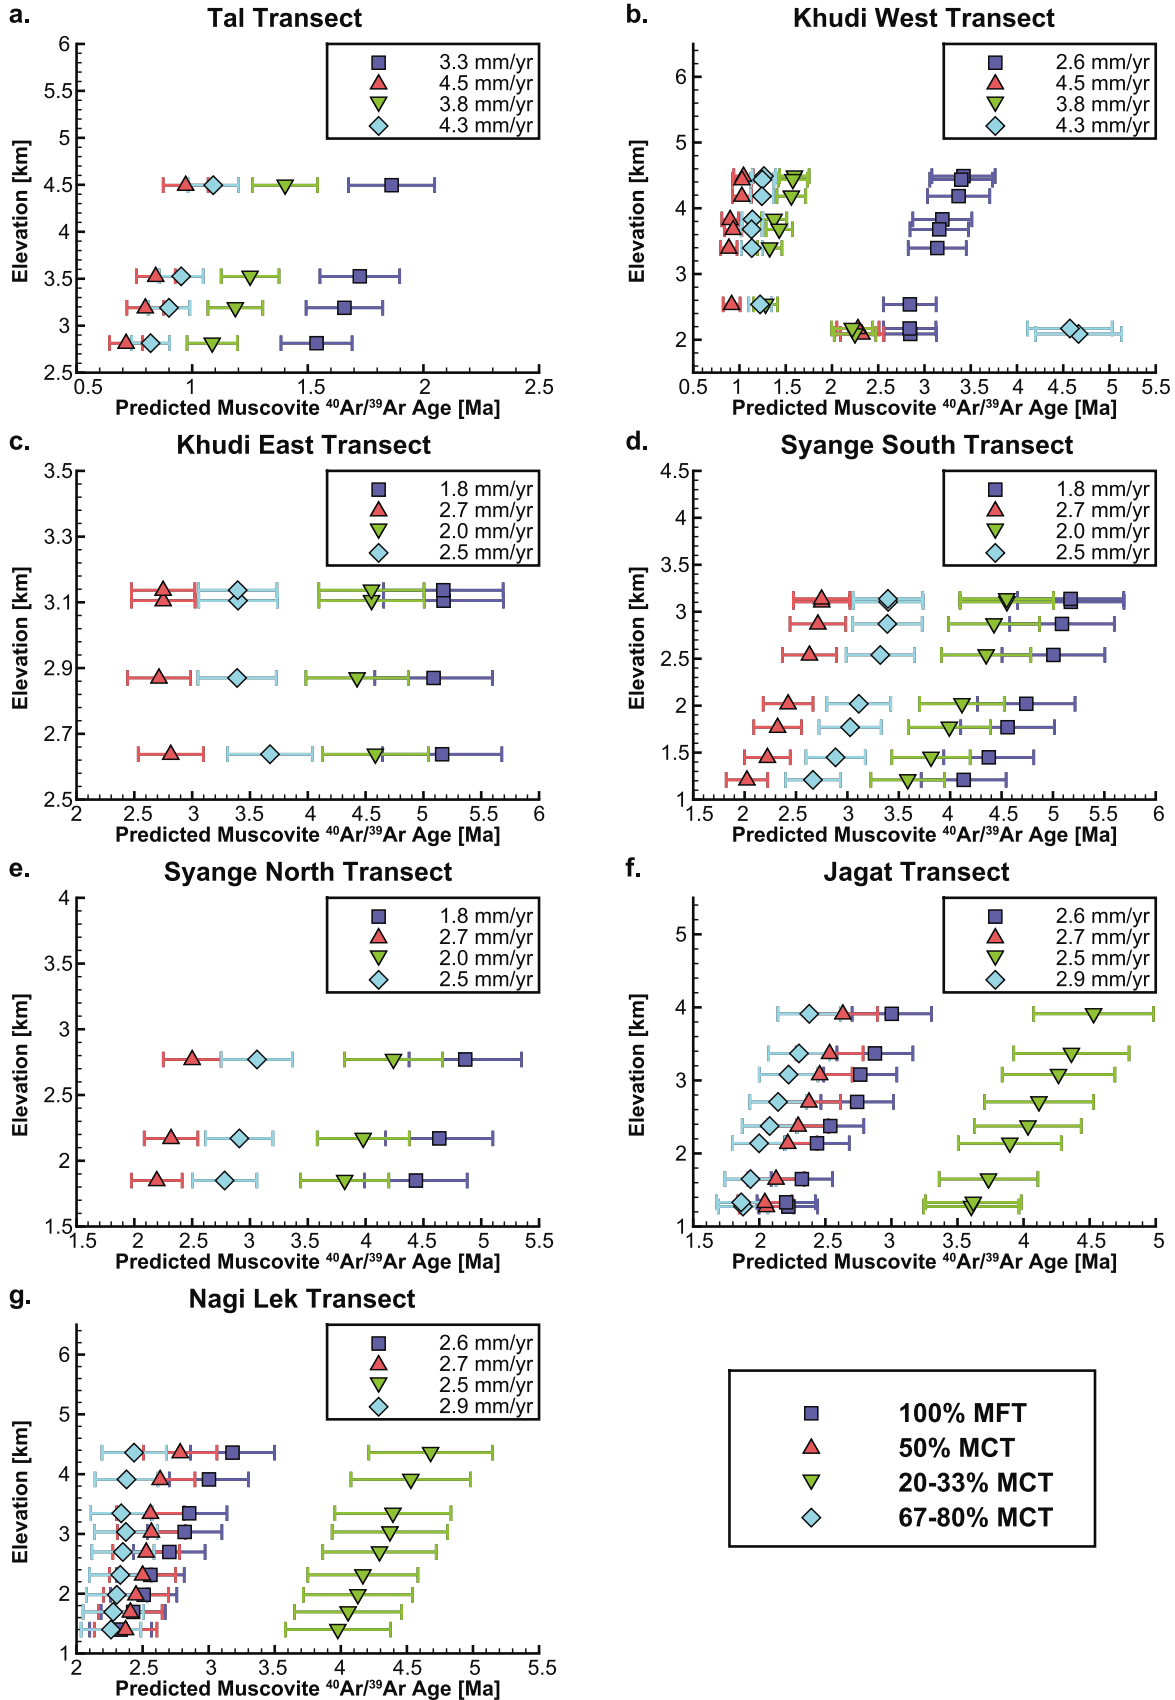 a. Tal Transect
6
5.5
5
4.5
4
3.5
3
2.5
Elevation [km]
3.3 mm/yr
4.5 mm/yr
3.8 mm/yr
4.3 mm/yr
0.5 1 1.5 2 2.5
Predicted Muscovite ⁴⁰Ar/³⁹Ar Age [Ma]
b. Khudi West Transect
6
5
4
3
2
Elevation [km]
2.6 mm/yr
4.5 mm/yr
3.8 mm/yr
4.3 mm/yr
0.5 1 1.5 2 2.5 3 3.5 4 4.5 5 5.5
Predicted Muscovite ⁴⁰Ar/³⁹Ar Age [Ma]
c. Khudi East Transect
3.5
3.3
3.1
2.9
2.7
2.5
Elevation [km]
1.8 mm/yr
2.7 mm/yr
2.0 mm/yr
2.5 mm/yr
2 2.5 3 3.5 4 4.5 5 5.5 6
Predicted Muscovite ⁴⁰Ar/³⁹Ar Age [Ma]
d. Syange South Transect
4.5
4
3.5
3
2.5
2
1.5
1
Elevation [km]
1.8 mm/yr
2.7 mm/yr
2.0 mm/yr
2.5 mm/yr
1.5 2 2.5 3 3.5 4 4.5 5 5.5 6
Predicted Muscovite ⁴⁰Ar/³⁹Ar Age [Ma]
e. Syange North Transect
4
3.5
3
2.5
2
1.5
Elevation [km]
1.8 mm/yr
2.7 mm/yr
2.0 mm/yr
2.5 mm/yr
1.5 2 2.5 3 3.5 4 4.5 5 5.5
Predicted Muscovite ⁴⁰Ar/³⁹Ar Age [Ma]
f. Jagat Transect
5
4
3
2
1
Elevation [km]
2.6 mm/yr
2.7 mm/yr
2.5 mm/yr
2.9 mm/yr
1.5 2 2.5 3 3.5 4 4.5 5
Predicted Muscovite ⁴⁰Ar/³⁹Ar Age [Ma]
g. Nagi Lek Transect
6
5
4
3
2
1
Elevation [km]
2.6 mm/yr
2.7 mm/yr
2.5 mm/yr
2.9 mm/yr
2 2.5 3 3.5 4 4.5 5 5.5
Predicted Muscovite ⁴⁰Ar/³⁹Ar Age [Ma]
100% MFT
50% MCT
20-33% MCT
67-80% MCT